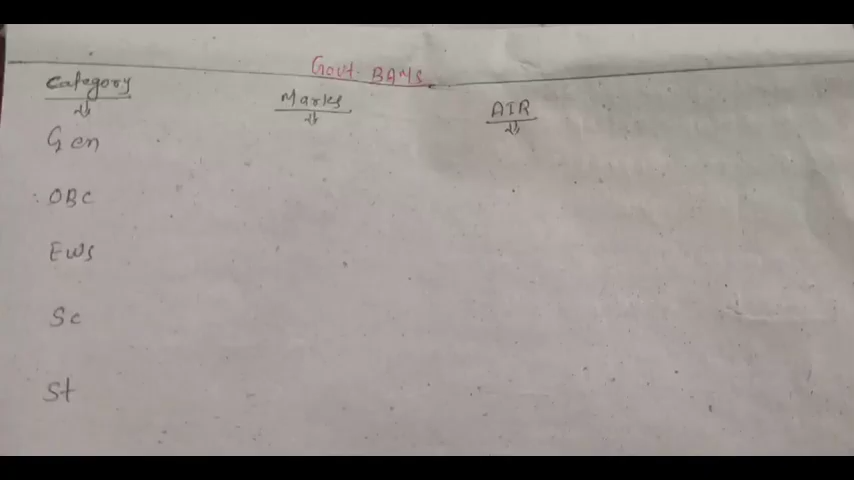 Govt. BAMS
Category Marks AIR
Gen
OBC
EWS
Sc
St